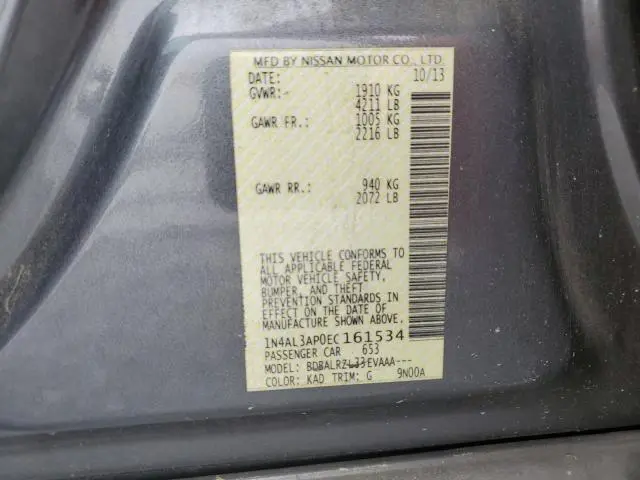 MFD BY NISSAN MOTOR CO., LTD.
DATE: 10/13
GVWR: 1910 KG
4211 LB
GAWR FR.: 1005 KG
2216 LB
GAWR RR.: 940 KG
2072 LB
THIS VEHICLE CONFORMS TO
ALL APPLICABLE FEDERAL
MOTOR VEHICLE SAFETY,
BUMPER, AND THEFT
PREVENTION STANDARDS IN
EFFECT ON THE DATE OF
MANUFACTURE SHOWN ABOVE.
1N4AL3AP0EC161534
PASSENGER CAR 653
MODEL: BDBALRZL33EVAAA---
COLOR: KAD TRIM: G 9N00A